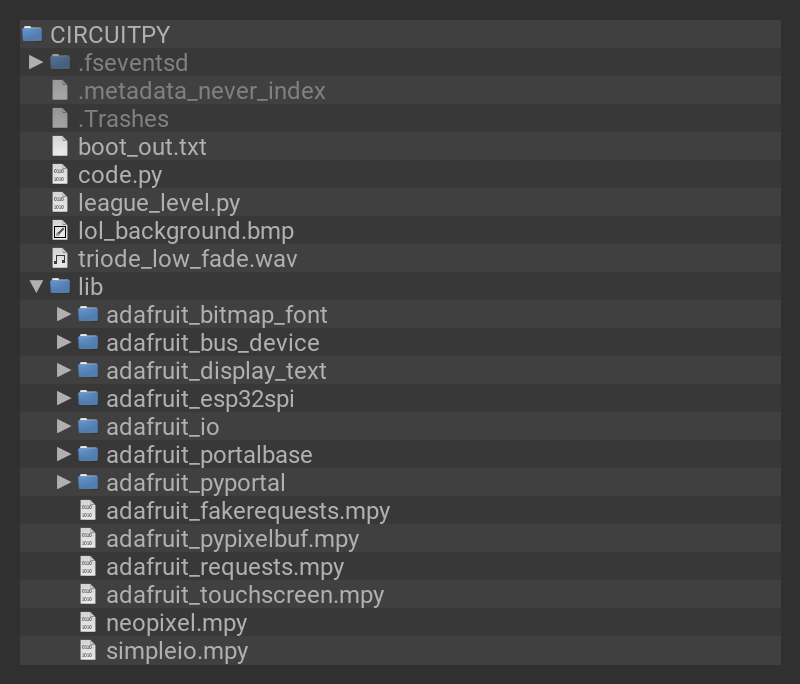 CIRCUITPY
.fseventsd
.metadata_never_index
.Trashes
boot_out.txt
code.py
league_level.py
lol_background.bmp
triode_low_fade.wav
lib
adafruit_bitmap_font
adafruit_bus_device
adafruit_display_text
adafruit_esp32spi
adafruit_io
adafruit_portalbase
adafruit_pyportal
adafruit_fakerequests.mpy
adafruit_pypixelbuf.mpy
adafruit_requests.mpy
adafruit_touchscreen.mpy
neopixel.mpy
simpleio.mpy